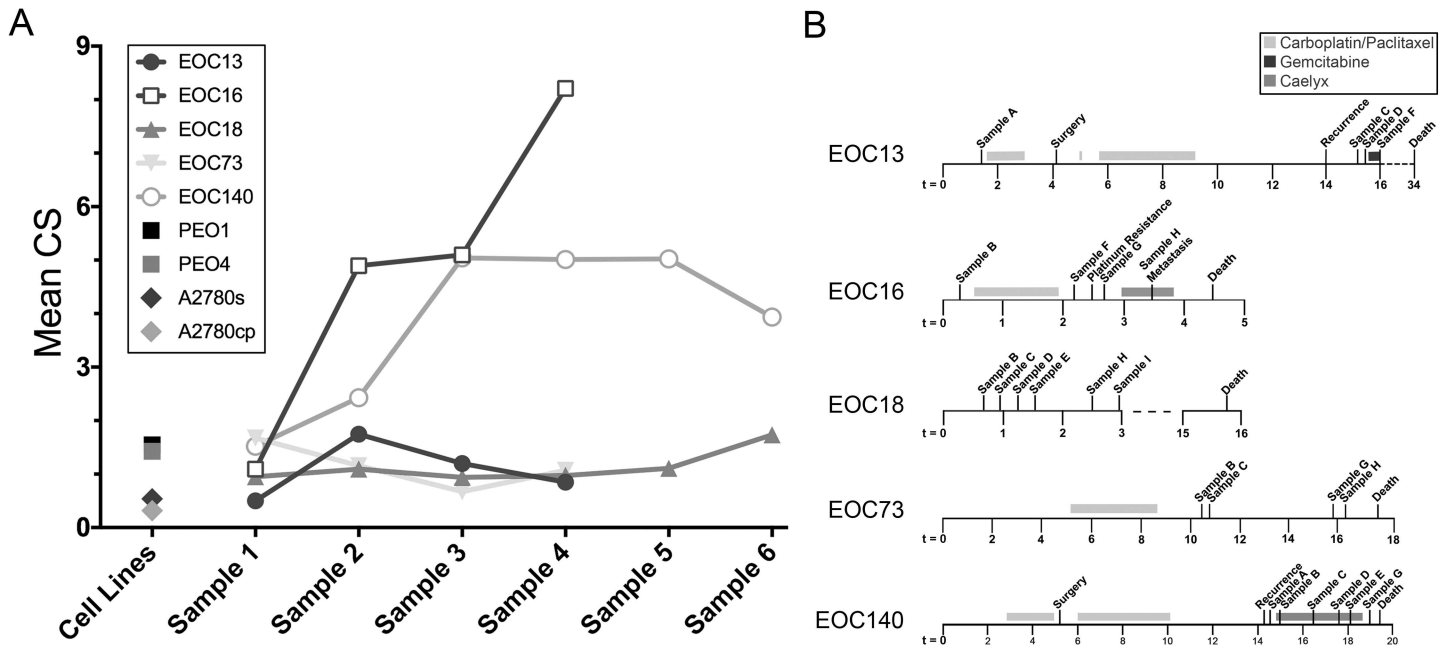 A
Mean CS
9
6
3
0
EOC13
EOC16
EOC18
EOC73
EOC140
PEO1
PEO4
A2780s
A2780cp
Cell Lines
Sample 1
Sample 2
Sample 3
Sample 4
Sample 5
Sample 6
B
Carboplatin/Paclitaxel
Gemcitabine
Caelyx
EOC13
Sample A
Surgery
Recurrence
Sample C
Sample D
Sample F
Death
t = 0 2 4 6 8 10 12 14 16 34
EOC16
Sample B
Sample F
Platinum Resistance
Sample G
Sample H
Metastasis
Death
t = 0 1 2 3 4 5
EOC18
Sample B
Sample C
Sample D
Sample E
Sample H
Sample I
Death
t = 0 1 2 3 15 16
EOC73
Sample B
Sample C
Sample G
Sample H
Death
t = 0 2 4 6 8 10 12 14 16 18
EOC140
Surgery
Recurrence
Sample A
Sample B
Sample C
Sample D
Sample E
Sample G
Death
t = 0 2 4 6 8 10 12 14 16 18 20